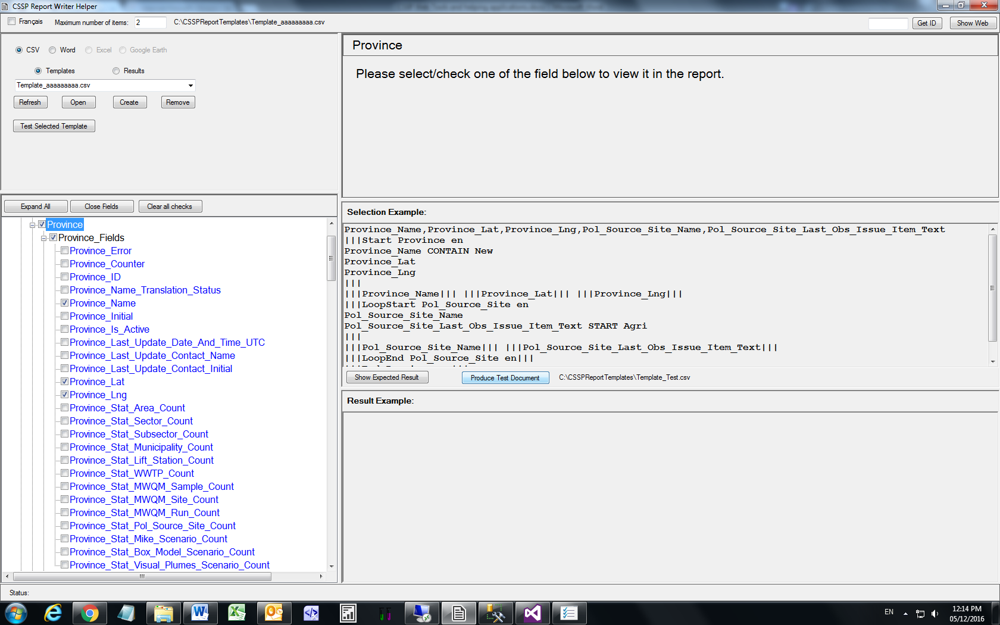 CSSP Report Writer Helper
Français Maximum number of items: 2 C:\CSSPReportTemplates\Template_aaaaaaaaa.csv Get ID Show Web
CSV Word Excel Google Earth
Templates Results
Template_aaaaaaaaa.csv
Refresh Open Create Remove
Test Selected Template
Province
Please select/check one of the field below to view it in the report.
Expand All Close Fields Clear all checks
Province
Province_Fields
Province_Error
Province_Counter
Province_ID
Province_Name_Translation_Status
Province_Name
Province_Initial
Province_Is_Active
Province_Last_Update_Date_And_Time_UTC
Province_Last_Update_Contact_Name
Province_Last_Update_Contact_Initial
Province_Lat
Province_Lng
Province_Stat_Area_Count
Province_Stat_Sector_Count
Province_Stat_Subsector_Count
Province_Stat_Municipality_Count
Province_Stat_Lift_Station_Count
Province_Stat_WWTP_Count
Province_Stat_MWQM_Sample_Count
Province_Stat_MWQM_Site_Count
Province_Stat_MWQM_Run_Count
Province_Stat_Pol_Source_Site_Count
Province_Stat_Mike_Scenario_Count
Province_Stat_Box_Model_Scenario_Count
Province_Stat_Visual_Plumes_Scenario_Count
Selection Example:
Province_Name,Province_Lat,Province_Lng,Pol_Source_Site_Name,Pol_Source_Site_Last_Obs_Issue_Item_Text
|||Start Province en
Province_Name CONTAIN New
Province_Lat
Province_Lng
|||
|||Province_Name||| |||Province_Lat||| |||Province_Lng|||
|||LoopStart Pol_Source_Site en
Pol_Source_Site_Name
Pol_Source_Site_Last_Obs_Issue_Item_Text START Agri
|||
|||Pol_Source_Site_Name||| |||Pol_Source_Site_Last_Obs_Issue_Item_Text|||
|||LoopEnd Pol_Source_Site en|||
Show Expected Result Produce Test Document C:\CSSPReportTemplates\Template_Test.csv
Result Example:
Status:
EN 12:14 PM
05/12/2016